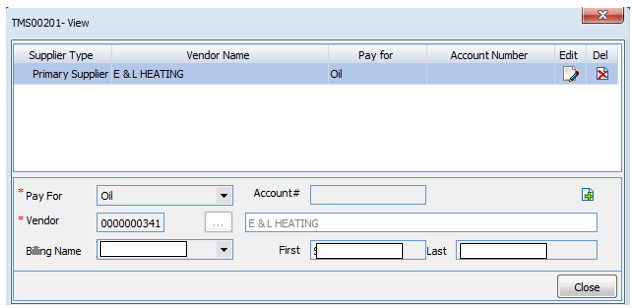 TMS00201- View
Supplier Type Vendor Name Pay for Account Number Edit Del
Primary Supplier E & L HEATING Oil
* Pay For Oil Account#
* Vendor 0000000341 ... E & L HEATING
Billing Name First Last
Close